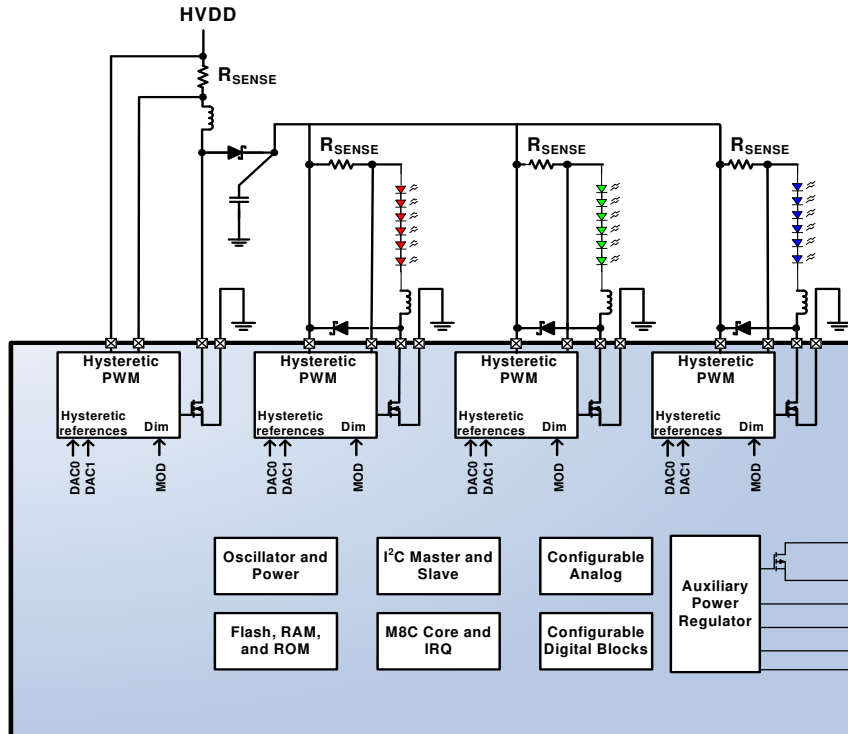 HVDD
RSENSE
RSENSE
RSENSE
RSENSE
Hysteretic
PWM
Hysteretic
references
Dim
DAC0
DAC1
MOD
Hysteretic
PWM
Hysteretic
references
Dim
DAC0
DAC1
MOD
Hysteretic
PWM
Hysteretic
references
Dim
DAC0
DAC1
MOD
Hysteretic
PWM
Hysteretic
references
Dim
DAC0
DAC1
MOD
Oscillator and
Power
I2C Master and
Slave
Configurable
Analog
Auxiliary
Power
Regulator
Flash, RAM,
and ROM
M8C Core and
IRQ
Configurable
Digital Blocks